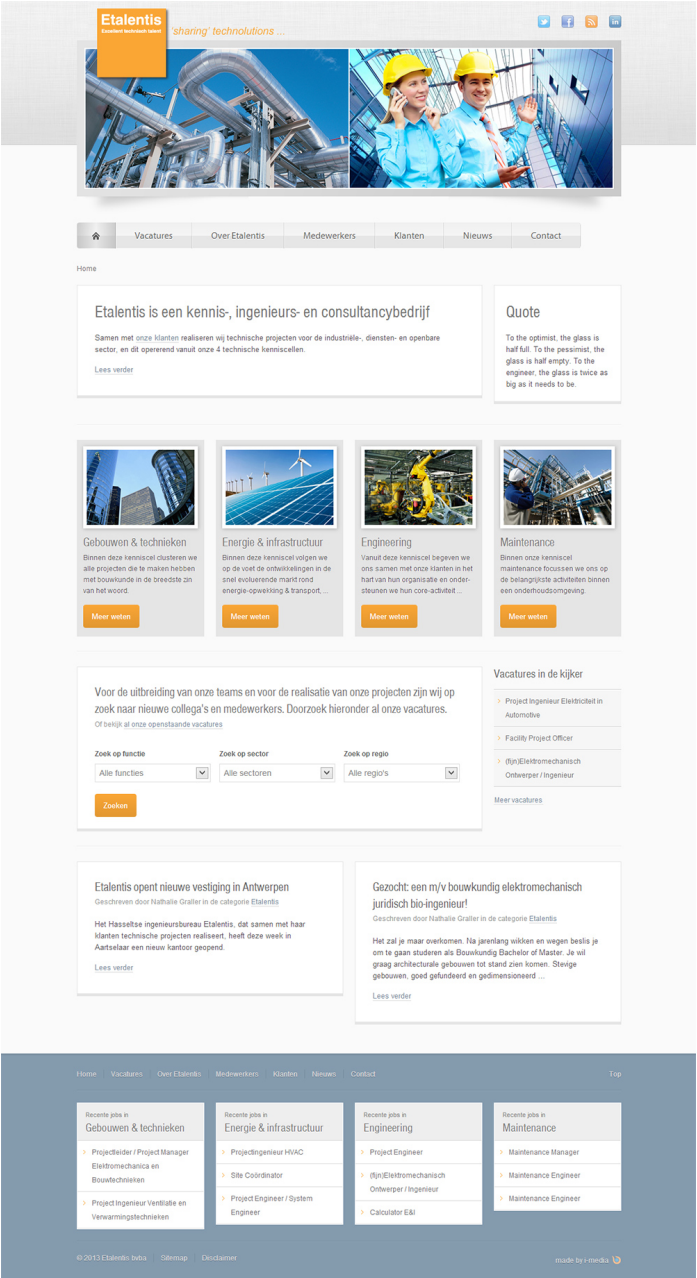 Etalentis
Excellent technisch talent
'sharing' technolutions ...
Vacatures
Over Etalentis
Medewerkers
Klanten
Nieuws
Contact
Home
Etalentis is een kennis-, ingenieurs- en consultancybedrijf
Samen met onze klanten realiseren wij technische projecten voor de industriële-, diensten- en openbare
sector, en dit opererend vanuit onze 4 technische kenniscellen.
Lees verder
Quote
To the optimist, the glass is
half full. To the pessimist, the
glass is half empty. To the
engineer, the glass is twice as
big as it needs to be.
Gebouwen & technieken
Binnen deze kenniscel clusteren we
alle projecten die te maken hebben
met bouwkunde in de breedste zin
van het woord.
Meer weten
Energie & infrastructuur
Binnen deze kenniscel volgen we
op de voet de ontwikkelingen in de
snel evoluerende markt rond
energie-opwekking & transport, ...
Meer weten
Engineering
Vanuit deze kenniscel begeven we
ons samen met onze klanten in het
hart van hun organisatie en onder-
steunen we hun core-activiteit ...
Meer weten
Maintenance
Binnen onze kenniscel
maintenance focussen we ons op
de belangrijkste activiteiten binnen
een onderhoudsomgeving.
Meer weten
Voor de uitbreiding van onze teams en voor de realisatie van onze projecten zijn wij op
zoek naar nieuwe collega's en medewerkers. Doorzoek hieronder al onze vacatures.
Of bekijk al onze openstaande vacatures
Zoek op functie
Zoek op sector
Zoek op regio
Alle functies
Alle sectoren
Alle regio's
Zoeken
Vacatures in de kijker
Project Ingenieur Elektriciteit in
Automotive
Facility Project Officer
(fijn)Elektromechanisch
Ontwerper / Ingenieur
Meer vacatures
Etalentis opent nieuwe vestiging in Antwerpen
Geschreven door Nathalie Graller in de categorie Etalentis
Het Hasseltse ingenieursbureau Etalentis, dat samen met haar
klanten technische projecten realiseert, heeft deze week in
Aartselaar een nieuw kantoor geopend.
Lees verder
Gezocht: een m/v bouwkundig elektromechanisch
juridisch bio-ingenieur!
Geschreven door Nathalie Graller in de categorie Etalentis
Het zal je maar overkomen. Na jarenlang wikken en wegen beslis je
om te gaan studeren als Bouwkundig Bachelor of Master. Je wil
graag architecturale gebouwen tot stand zien komen. Stevige
gebouwen, goed gefundeerd en gedimensioneerd ...
Lees verder
Home
Vacatures
Over Etalentis
Medewerkers
Klanten
Nieuws
Contact
Top
Recente jobs in
Gebouwen & technieken
Projectleider / Project Manager
Elektromechanica en
Bouwtechnieken
Project Ingenieur Ventilatie en
Verwarmingstechnieken
Recente jobs in
Energie & infrastructuur
Projectingenieur HVAC
Site Coördinator
Project Engineer / System
Engineer
Recente jobs in
Engineering
Project Engineer
(fijn)Elektromechanisch
Ontwerper / Ingenieur
Calculator E&I
Recente jobs in
Maintenance
Maintenance Manager
Maintenance Engineer
Maintenance Engineer
© 2013 Etalentis bvba
Sitemap
Disclaimer
made by i-media